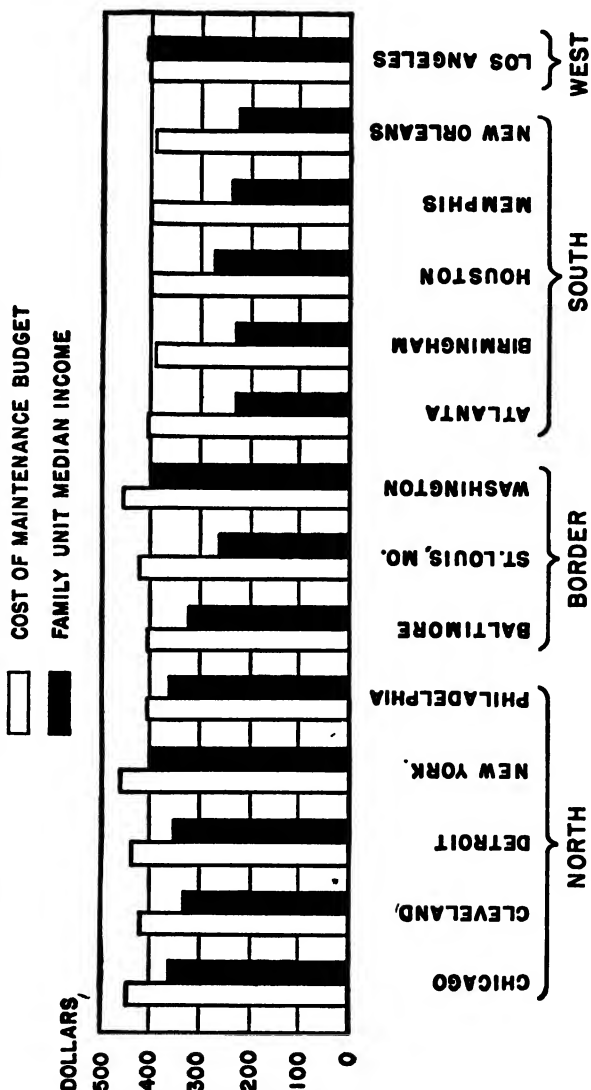 COST OF MAINTENANCE BUDGET
FAMILY UNIT MEDIAN INCOME
DOLLARS,
500
400
300
200
100
0
CHICAGO
CLEVELAND,
DETROIT
NEW YORK.
PHILADELPHIA
BALTIMORE
ST. LOUIS, MO.
WASHINGTON
ATLANTA
BIRMINGHAM
HOUSTON
MEMPHIS
NEW ORLEANS
LOS ANGELES
NORTH
BORDER
SOUTH
WEST